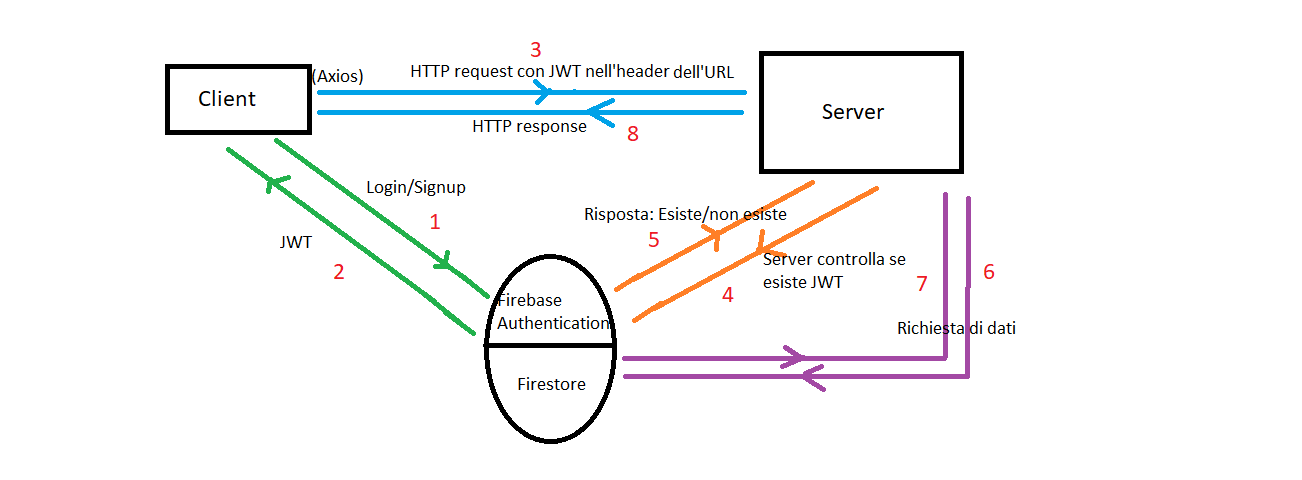 3
(Axios)
HTTP request con JWT nell'header dell'URL
Client
Server
HTTP response
8
Login/Signup
1
JWT
2
Risposta: Esiste/non esiste
5
Server controlla se
esiste JWT
4
7
6
Firebase
Authentication
Richiesta di dati
Firestore